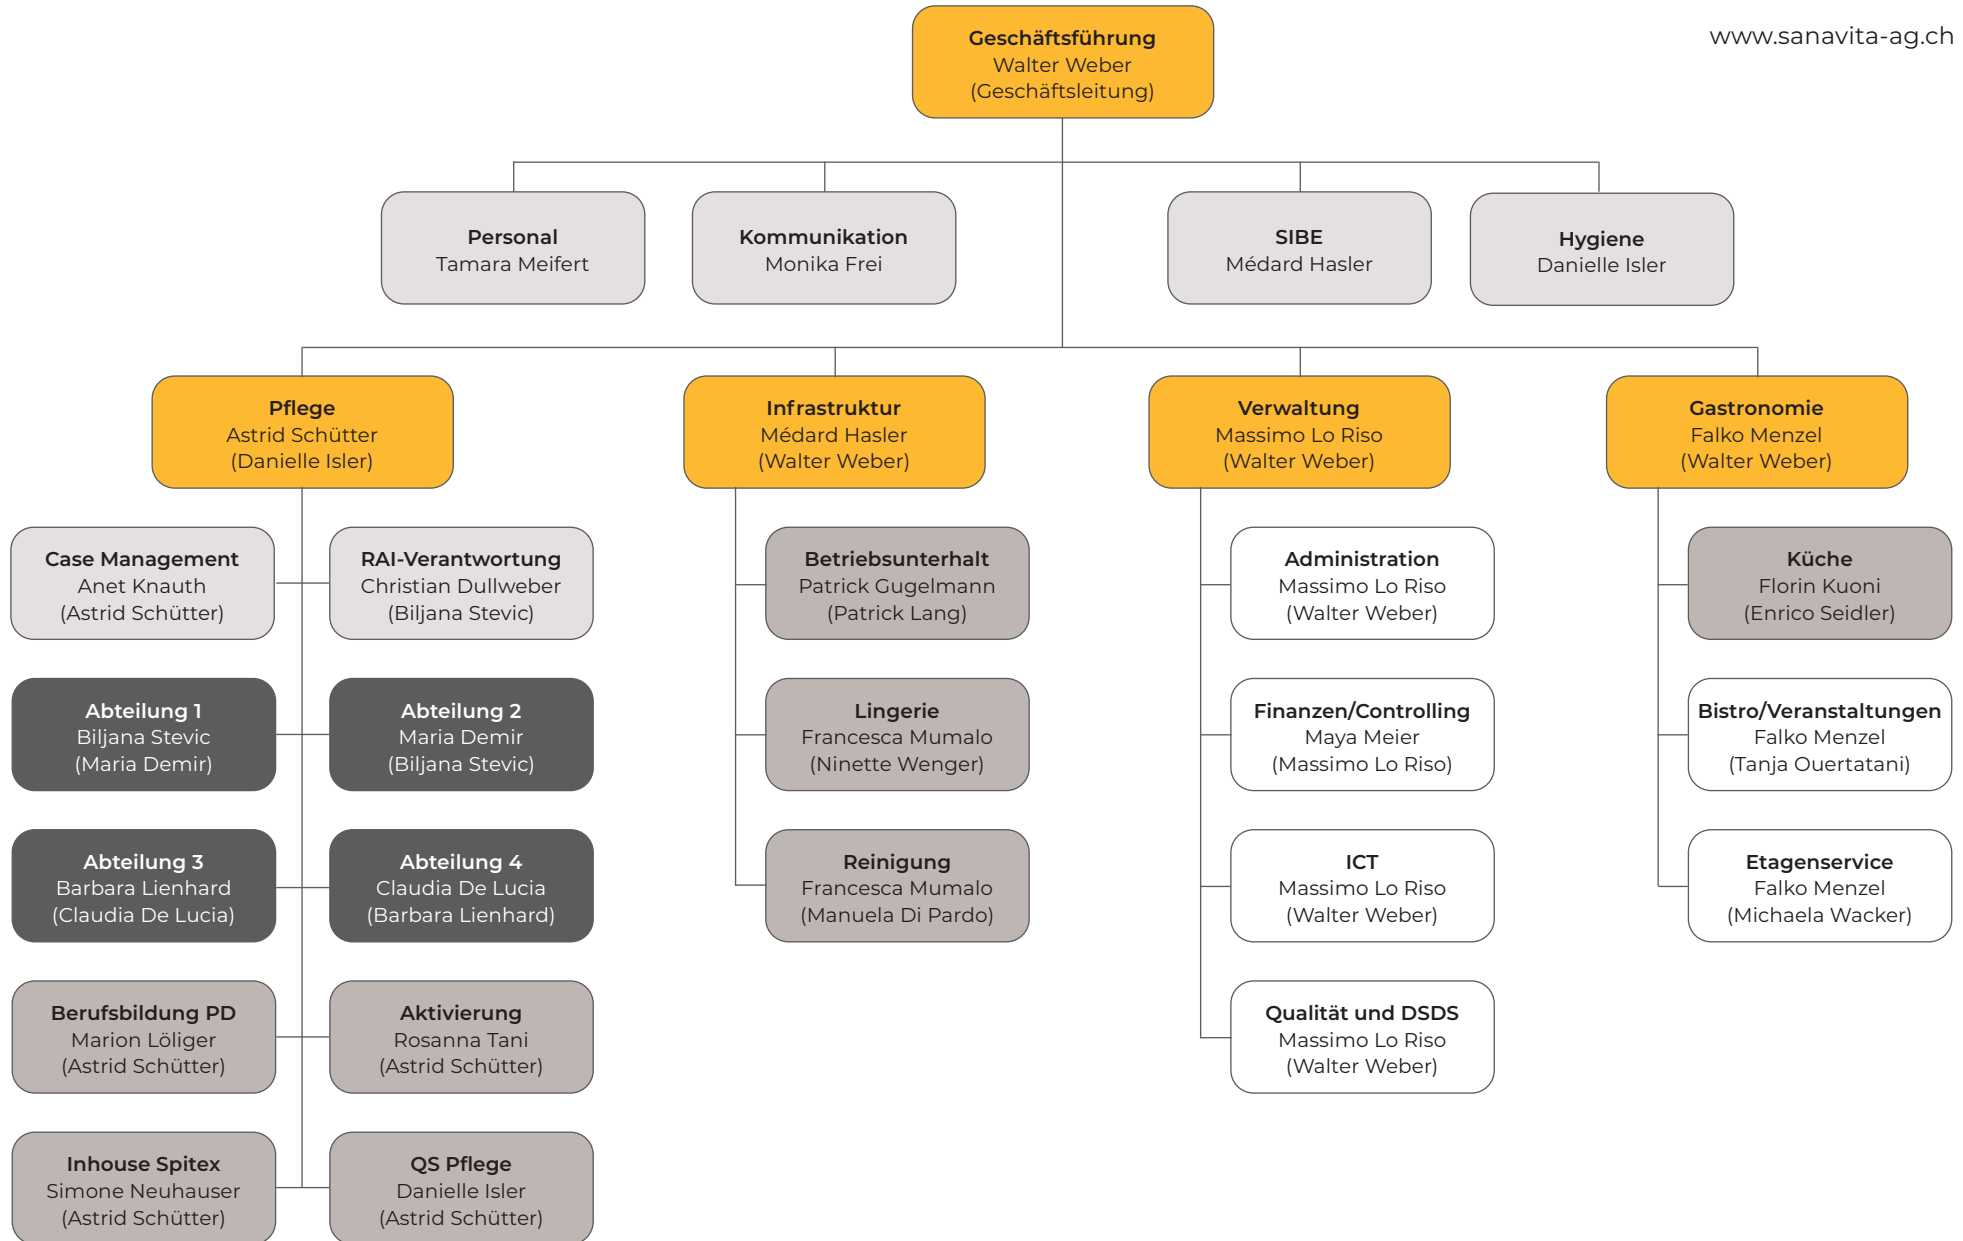 Geschäftsführung
Walter Weber
(Geschäftsleitung)
www.sanavita-ag.ch
Personal
Tamara Meifert
Kommunikation
Monika Frei
SIBE
Médard Hasler
Hygiene
Danielle Isler
Pflege
Astrid Schütter
(Danielle Isler)
Infrastruktur
Médard Hasler
(Walter Weber)
Verwaltung
Massimo Lo Riso
(Walter Weber)
Gastronomie
Falko Menzel
(Walter Weber)
Case Management
Anet Knauth
(Astrid Schütter)
RAI-Verantwortung
Christian Dullweber
(Biljana Stevic)
Abteilung 1
Biljana Stevic
(Maria Demir)
Abteilung 2
Maria Demir
(Biljana Stevic)
Abteilung 3
Barbara Lienhard
(Claudia De Lucia)
Abteilung 4
Claudia De Lucia
(Barbara Lienhard)
Berufsbildung PD
Marion Löliger
(Astrid Schütter)
Aktivierung
Rosanna Tani
(Astrid Schütter)
Inhouse Spitex
Simone Neuhauser
(Astrid Schütter)
QS Pflege
Danielle Isler
(Astrid Schütter)
Betriebsunterhalt
Patrick Gugelmann
(Patrick Lang)
Lingerie
Francesca Mumalo
(Ninette Wenger)
Reinigung
Francesca Mumalo
(Manuela Di Pardo)
Administration
Massimo Lo Riso
(Walter Weber)
Finanzen/Controlling
Maya Meier
(Massimo Lo Riso)
ICT
Massimo Lo Riso
(Walter Weber)
Qualität und DSDS
Massimo Lo Riso
(Walter Weber)
Küche
Florin Kuoni
(Enrico Seidler)
Bistro/Veranstaltungen
Falko Menzel
(Tanja Ouertatani)
Etagenservice
Falko Menzel
(Michaela Wacker)